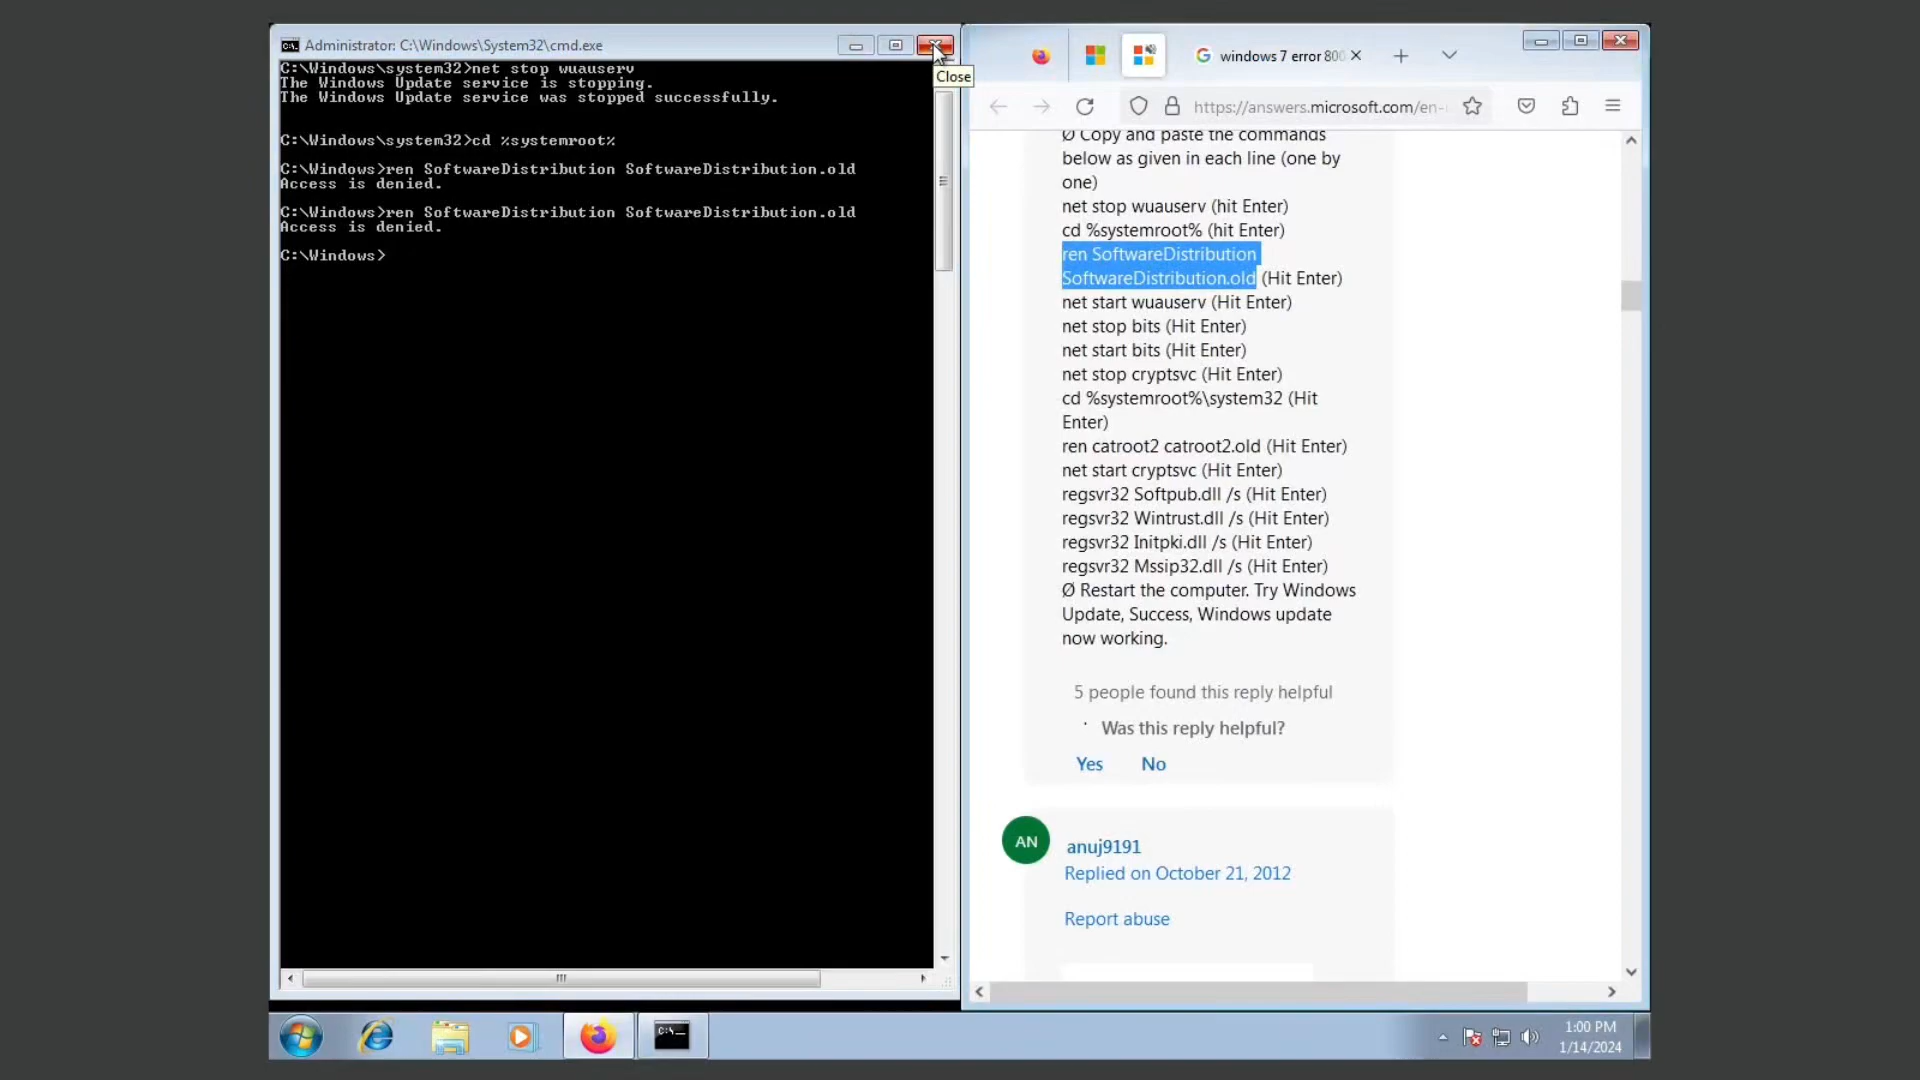 Administrator: C:\Windows\System32\cmd.exe
Close
C:\Windows\system32>net stop wuauserv
The Windows Update service is stopping.
The Windows Update service was stopped successfully.
C:\Windows\system32>cd %systemroot%
C:\Windows>ren SoftwareDistribution SoftwareDistribution.old
Access is denied.
C:\Windows>ren SoftwareDistribution SoftwareDistribution.old
Access is denied.
C:\Windows>
windows 7 error 800
https://answers.microsoft.com/en-
Ø Copy and paste the commands
below as given in each line (one by
one)
net stop wuauserv (hit Enter)
cd %systemroot% (hit Enter)
ren SoftwareDistribution
SoftwareDistribution.old (Hit Enter)
net start wuauserv (Hit Enter)
net stop bits (Hit Enter)
net start bits (Hit Enter)
net stop cryptsvc (Hit Enter)
cd %systemroot%\system32 (Hit
Enter)
ren catroot2 catroot2.old (Hit Enter)
net start cryptsvc (Hit Enter)
regsvr32 Softpub.dll /s (Hit Enter)
regsvr32 Wintrust.dll /s (Hit Enter)
regsvr32 Initpki.dll /s (Hit Enter)
regsvr32 Mssip32.dll /s (Hit Enter)
Ø Restart the computer. Try Windows
Update, Success, Windows update
now working.
5 people found this reply helpful
Was this reply helpful?
Yes No
AN
anuj9191
Replied on October 21, 2012
Report abuse
1:00 PM
1/14/2024